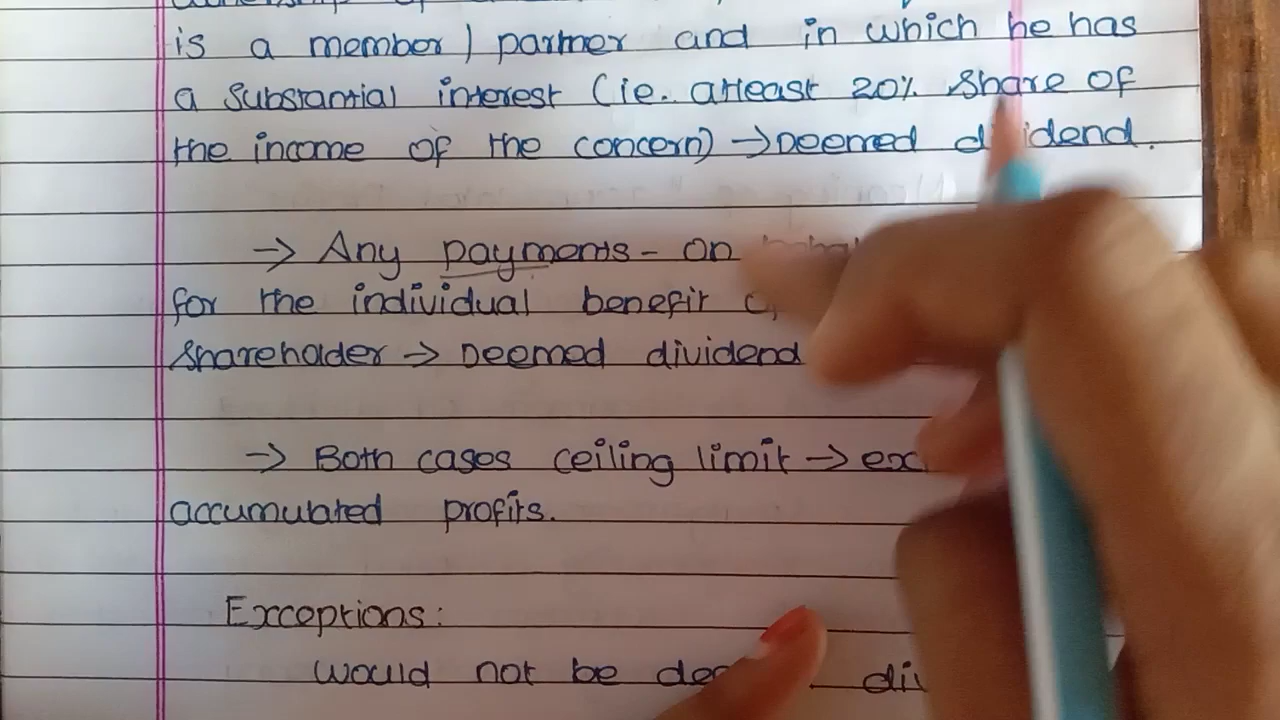 is a member / partner and in which he has
a substantial interest (ie. atleast 20% share of
the income of the concern) → Deemed dividend.
→ Any payments - on
for the individual benefit
shareholder → Deemed dividend
→ Both cases ceiling limit →
accumulated profits.
Exceptions:
would not be